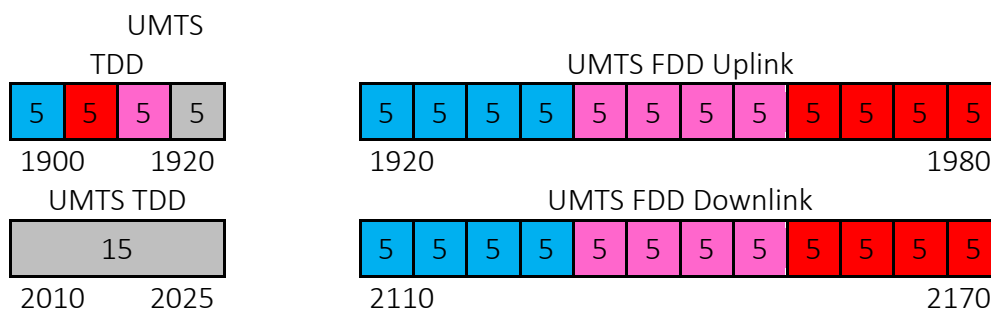 UMTS
TDD
UMTS FDD Uplink
5 5 5 5
5 5 5 5 5 5 5 5 5 5 5 5
1900 1920
1920 1980
UMTS TDD
UMTS FDD Downlink
15
5 5 5 5 5 5 5 5 5 5 5 5
2010 2025
2110 2170